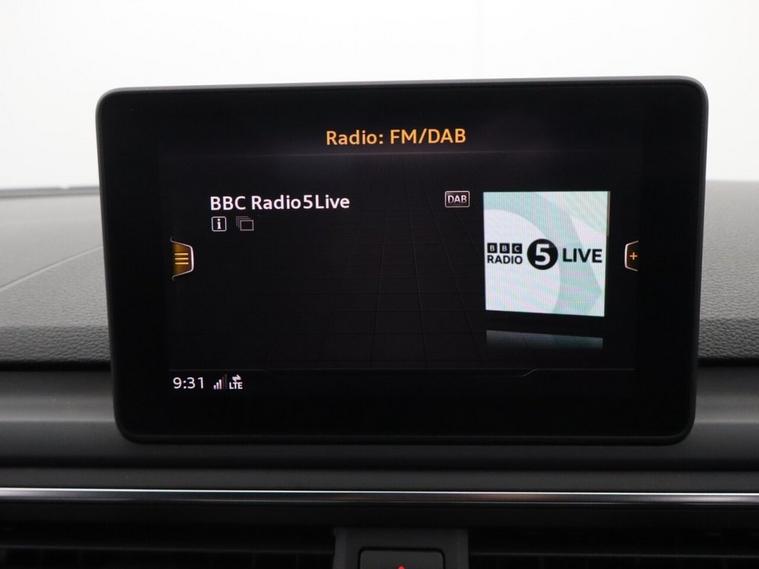 Radio: FM/DAB
BBC Radio5Live
DAB
i
BBC
RADIO 5 LIVE
9:31 LTE